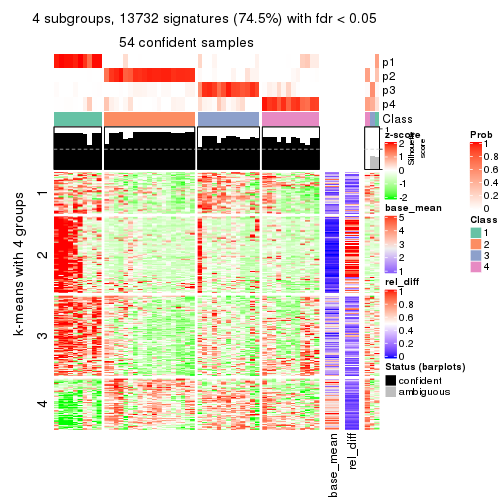 4 subgroups, 13732 signatures (74.5%) with fdr < 0.05
54 confident samples
p1
p2
p3
p4
Class
1
Silhouette
score
z-score
2
1
0
-1
-2
Prob
1
0.8
0.6
0.4
0.2
0
base_mean
5
4
3
2
1
Class
1
2
3
4
rel_diff
1
0.8
0.6
0.4
0.2
0
Status (barplots)
confident
ambiguous
k-means with 4 groups
1
2
3
4
base_mean
rel_diff